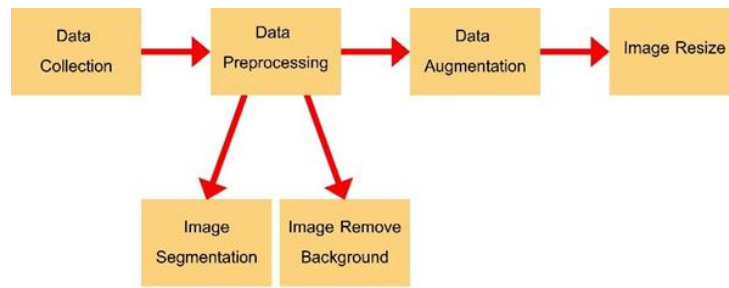 Data
Collection
Data
Preprocessing
Data
Augmentation
Image Resize
Image
Segmentation
Image Remove
Background